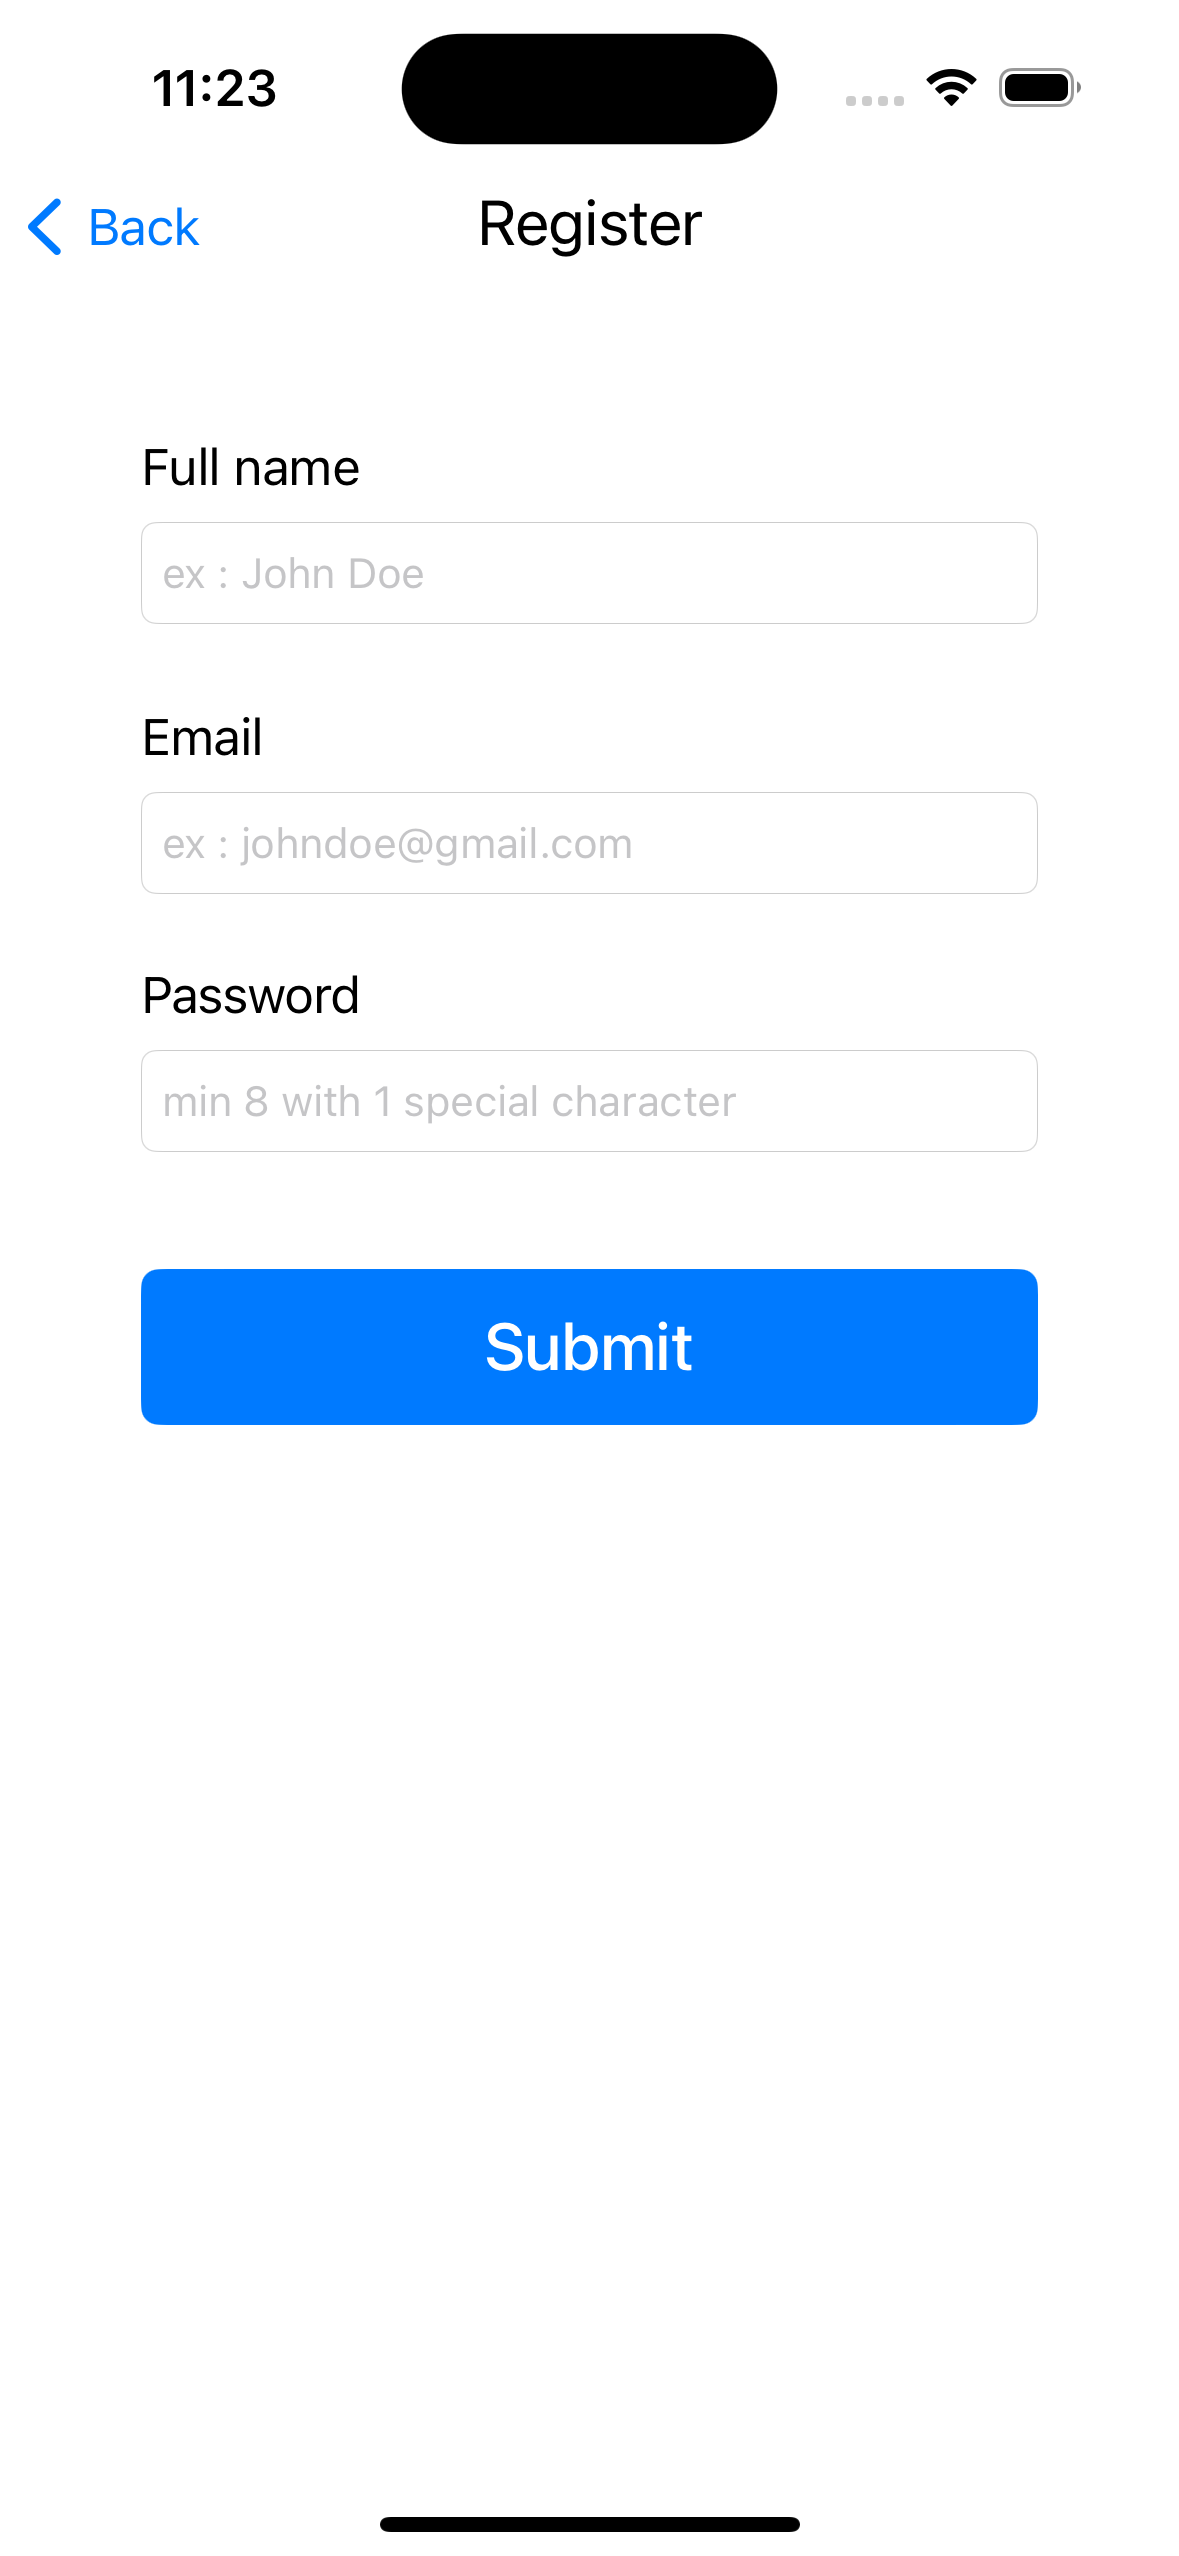 11:23
Back
Register
Full name
ex : John Doe
Email
ex : johndoe@gmail.com
Password
min 8 with 1 special character
Submit